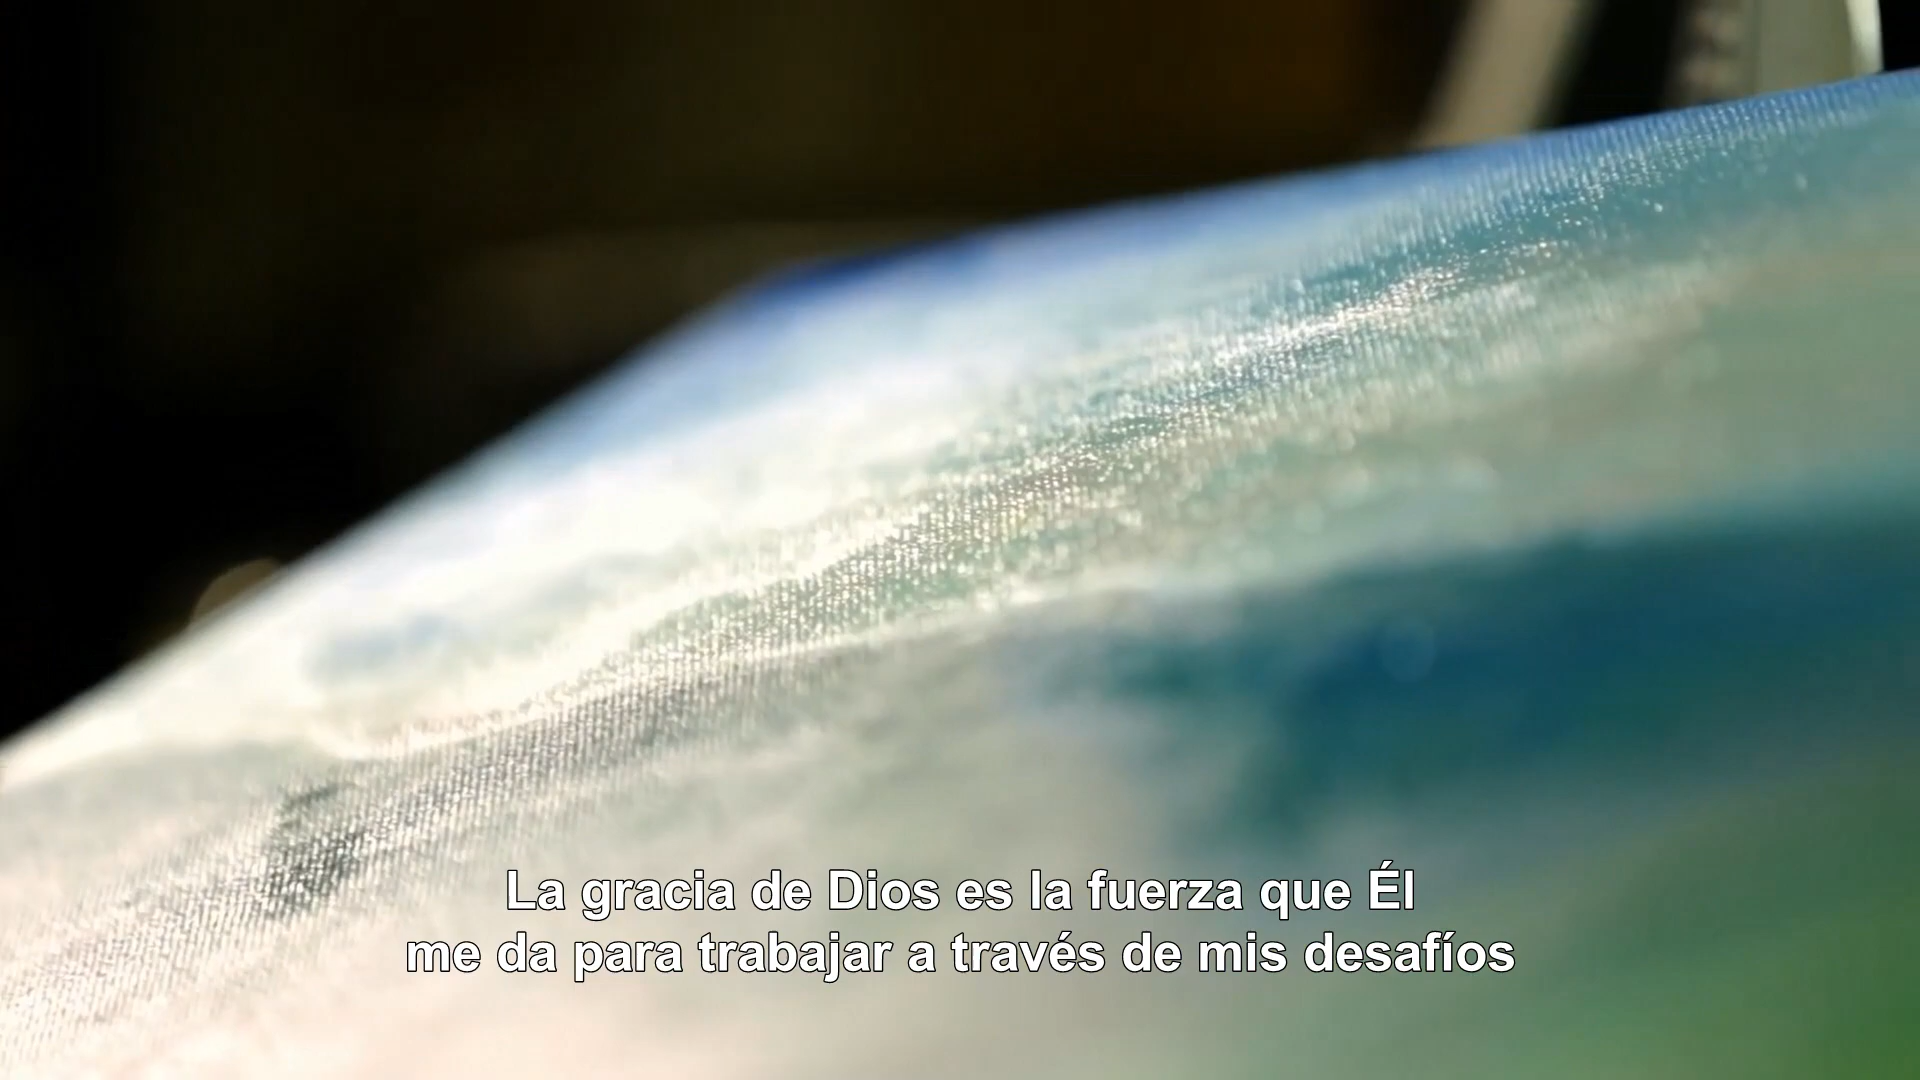 La gracia de Dios es la fuerza que Él
me da para trabajar a través de mis desafíos